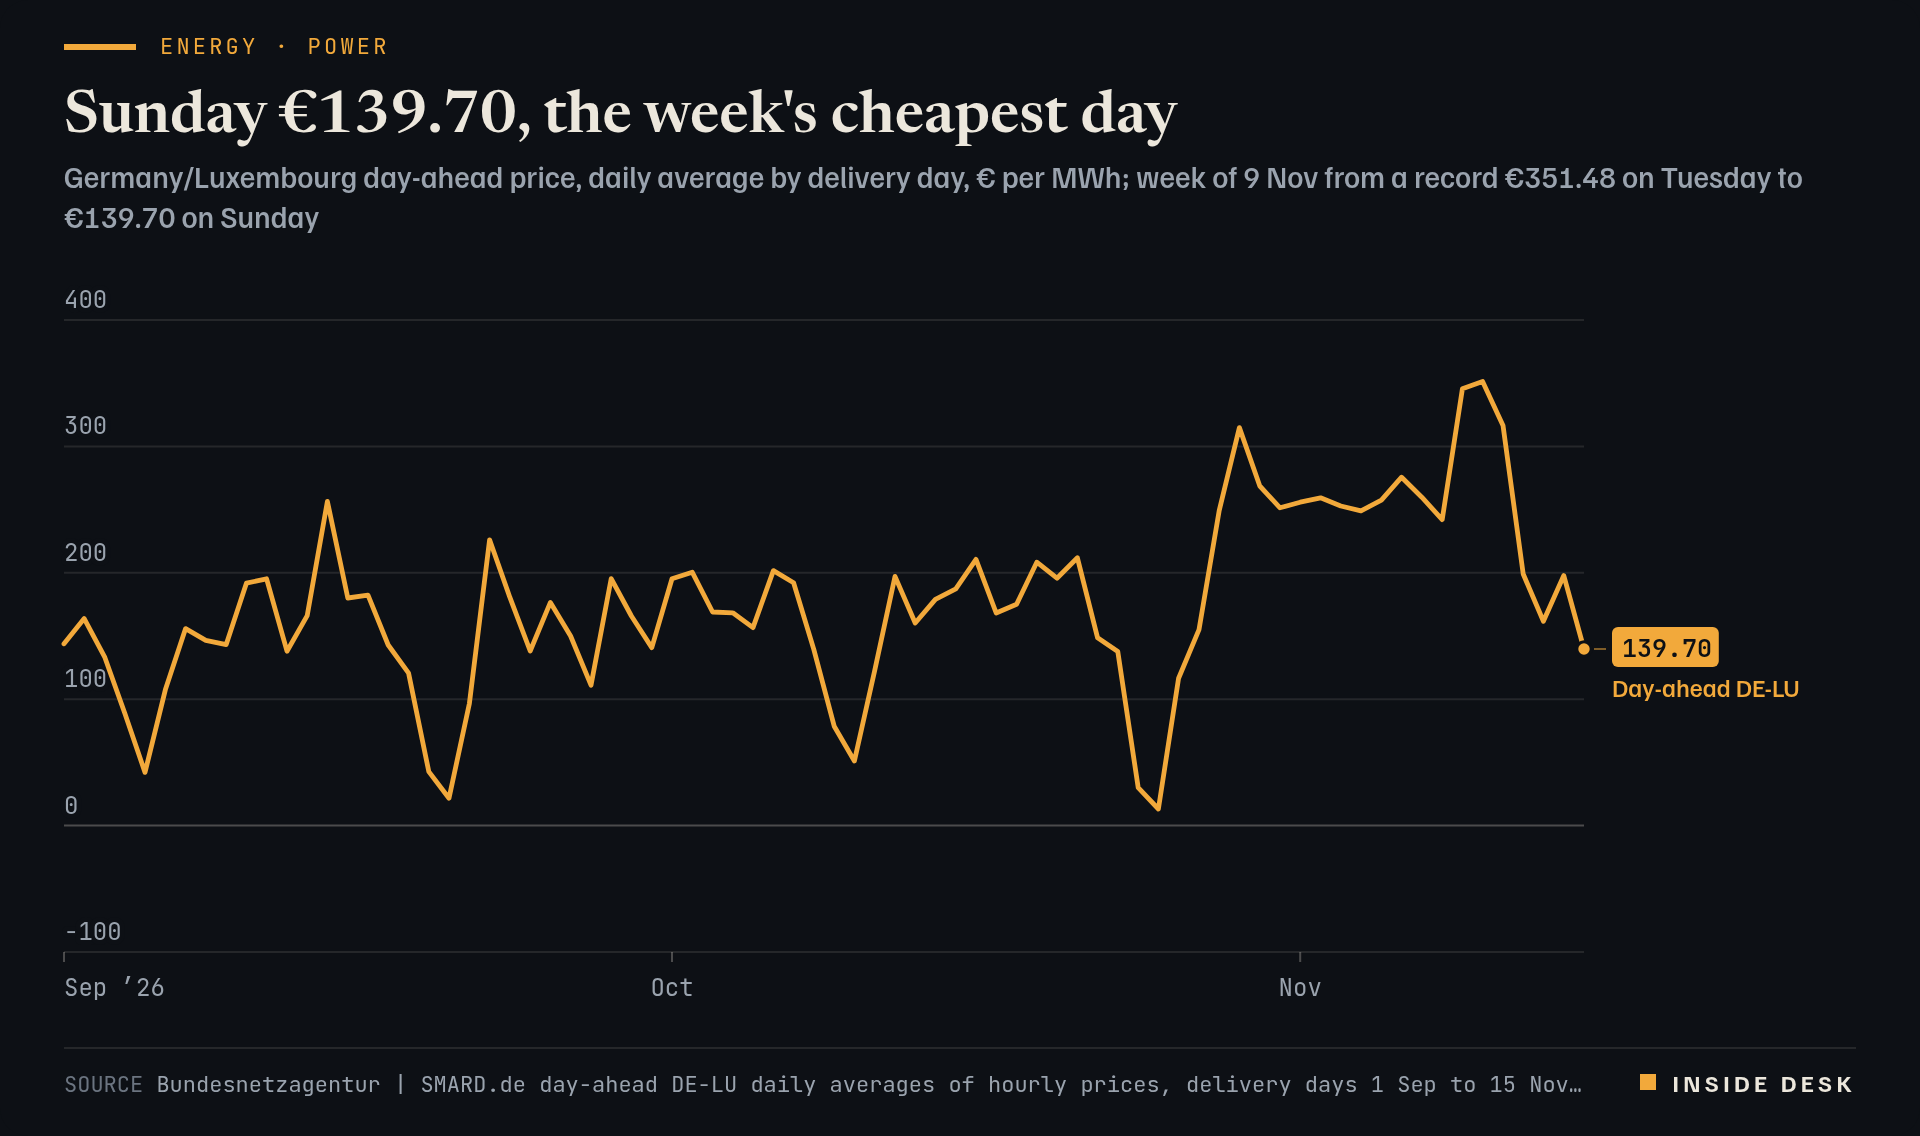 ENERGY · POWER
Sunday €139.70, the week's cheapest day
Germany/Luxembourg day-ahead price, daily average by delivery day, € per MWh; week of 9 Nov from a record €351.48 on Tuesday to
€139.70 on Sunday
400
300
200
100
0
-100
139.70
Day-ahead DE-LU
Sep ’26
Oct
Nov
SOURCE Bundesnetzagentur | SMARD.de day-ahead DE-LU daily averages of hourly prices, delivery days 1 Sep to 15 Nov…
INSIDE DESK